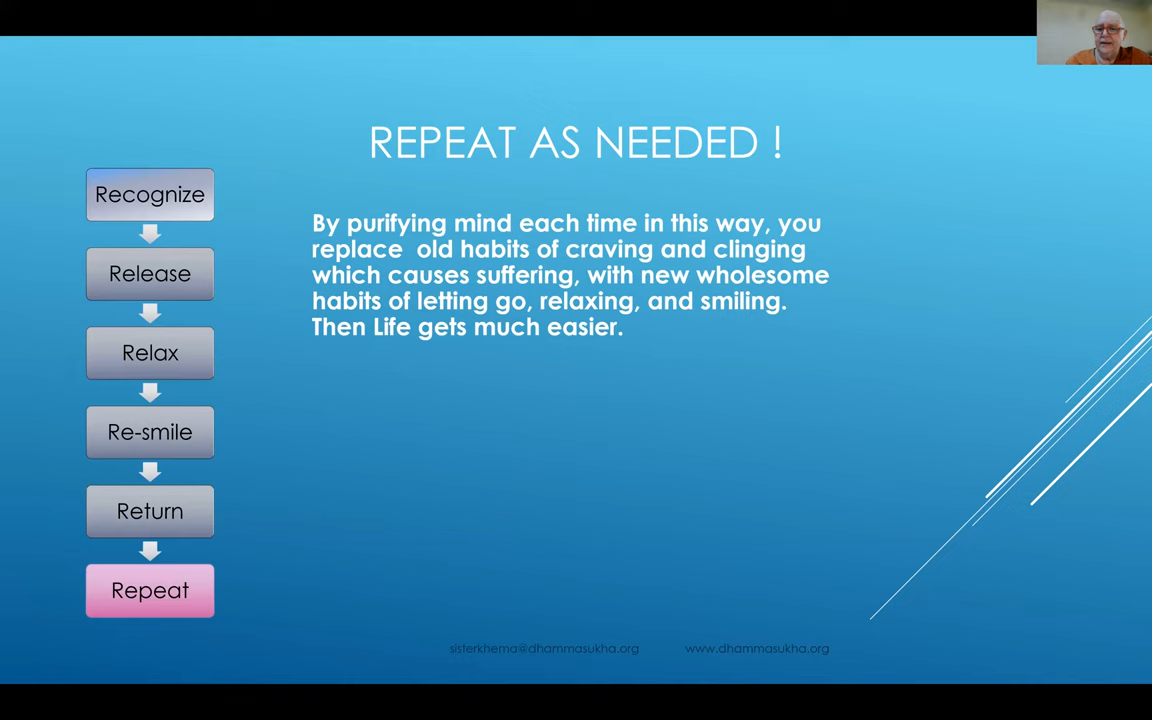 REPEAT AS NEEDED !
Recognize
Release
Relax
Re-smile
Return
Repeat
By purifying mind each time in this way, you
replace old habits of craving and clinging
which causes suffering, with new wholesome
habits of letting go, relaxing, and smiling.
Then Life gets much easier.
sisterkhema@dhammasukha.org www.dhammasukha.org